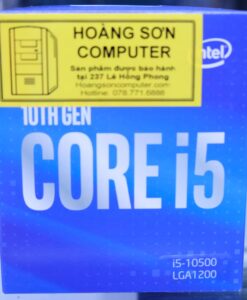 HOÀNG SƠN
COMPUTER
Sản phẩm được bảo hành
tại 237 Lê Hồng Phong
Hoangsoncomputer.com
Hotline: 078.771.6888
intel
10TH GEN
CORE i5
i5-10500
LGA1200